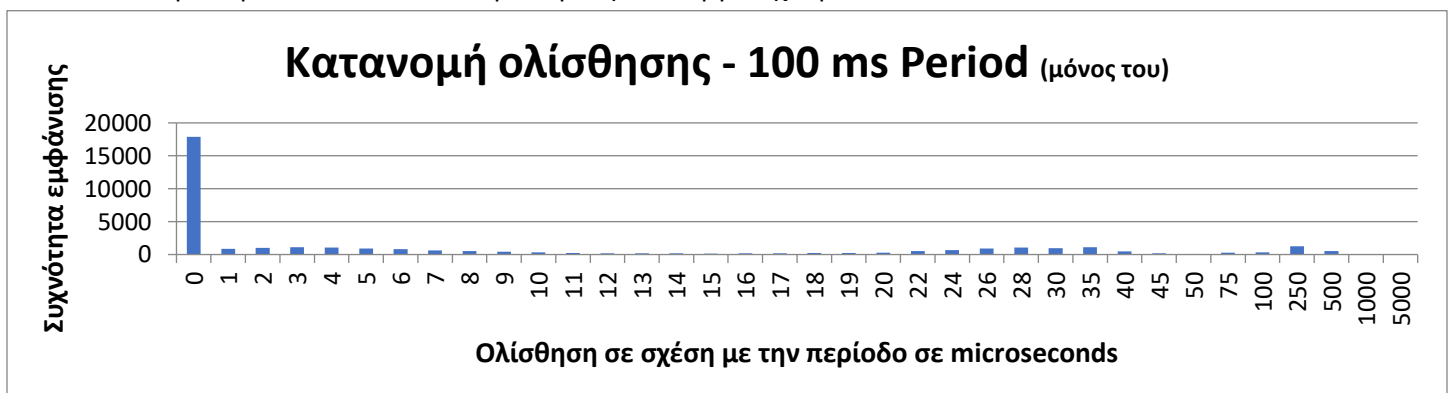 Κατανομή ολίσθησης - 100 ms Period (μόνος του)
Συχνότητα εμφάνισης
20000
15000
10000
5000
0
0 1 2 3 4 5 6 7 8 9 10 11 12 13 14 15 16 17 18 19 20 22 24 26 28 30 35 40 45 50 75 100 250 500 1000 5000
Ολίσθηση σε σχέση με την περίοδο σε microseconds